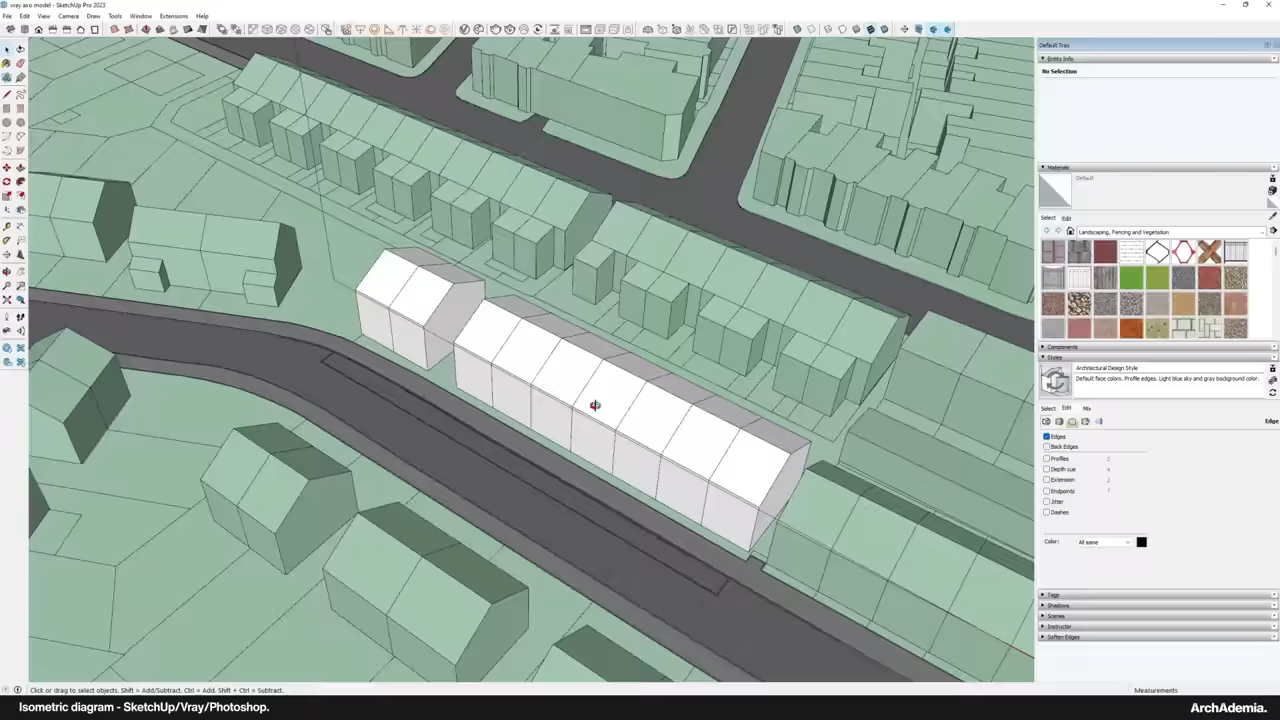 vray axo model - SketchUp Pro 2023
File Edit View Camera Draw Tools Window Extensions Help
Default Tray
Entity Info
No Selection
Materials
Default
Select Edit
Landscaping, Fencing and Vegetation
Components
Styles
Architectural Design Style
Default face colors. Profile edges. Light blue sky and gray background color.
Select Edit Mix
Edge
Edges
Back Edges
Profiles
Depth cue
Extension
Endpoints
Jitter
Dashes
Color: All same
Tags
Shadows
Scenes
Instructor
Soften Edges
Click or drag to select objects. Shift = Add/Subtract. Ctrl = Add. Shift + Ctrl = Subtract.
Measurements
Isometric diagram - SketchUp/Vray/Photoshop.
ArchAdemia.